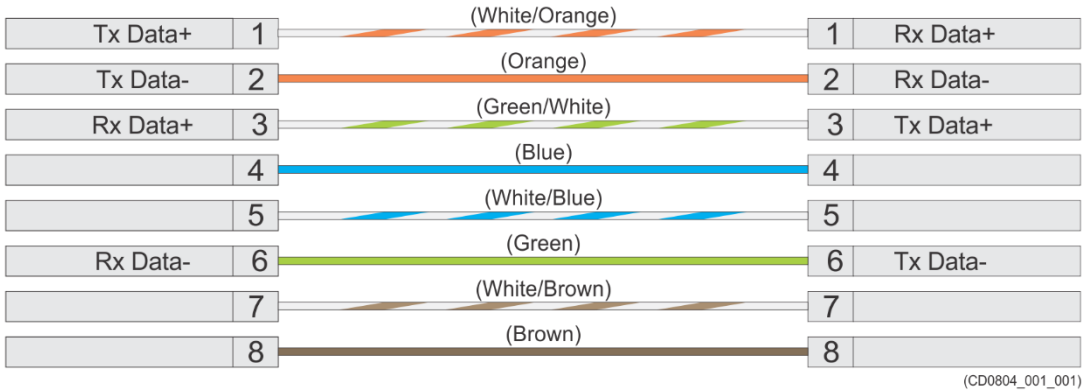 (White/Orange)
Tx Data+ 1 1 Rx Data+
(Orange)
Tx Data- 2 2 Rx Data-
(Green/White)
Rx Data+ 3 3 Tx Data+
(Blue)
4 4
(White/Blue)
5 5
(Green)
Rx Data- 6 6 Tx Data-
(White/Brown)
7 7
(Brown)
8 8
(CD0804_001_001)